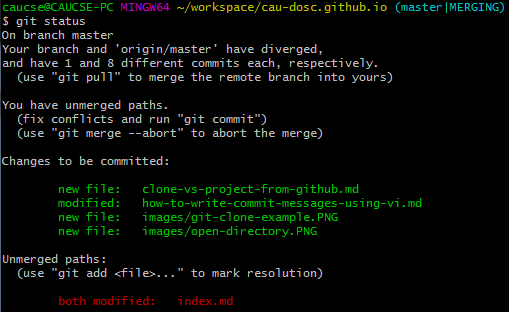 caucse@CAUCSE-PC MINGW64 ~/workspace/cau-dosc.github.io (master|MERGING)
$ git status
On branch master
Your branch and 'origin/master' have diverged,
and have 1 and 8 different commits each, respectively.
  (use "git pull" to merge the remote branch into yours)

You have unmerged paths.
  (fix conflicts and run "git commit")
  (use "git merge --abort" to abort the merge)

Changes to be committed:

        new file:   clone-vs-project-from-github.md
        modified:   how-to-write-commit-messages-using-vi.md
        new file:   images/git-clone-example.PNG
        new file:   images/open-directory.PNG

Unmerged paths:
  (use "git add <file>..." to mark resolution)

        both modified:   index.md